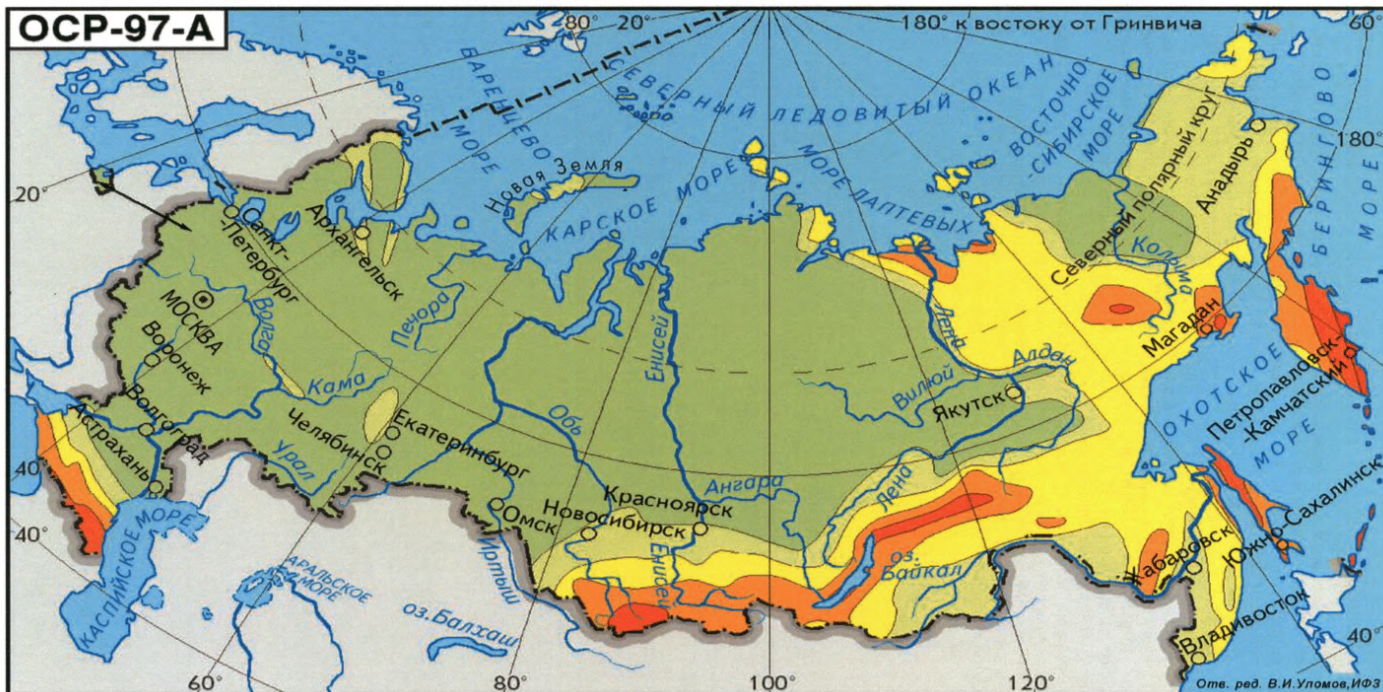 ОСР-97-А
80°
20°
180° к востоку от Гринвича
60°
БАРЕНЦЕВО
МОРЕ
СЕВЕРНЫЙ ЛЕДОВИТЫЙ ОКЕАН
ВОСТОЧНО-
-СИБИРСКОЕ
МОРЕ
БЕРИНГОВО
МОРЕ
180°
Новая Земля
КАРСКОЕ МОРЕ
МОРЕ ЛАПТЕВЫХ
Северный полярный круг
Анадырь
20°
Санкт-
-Петербург
Архангельск
Печора
МОСКВА
Волга
Воронеж
Кама
Енисей
Обь
Лена
Колыма
Магадан
Алдан
Вилюй
Якутск
ОХОТСКОЕ
МОРЕ
Петропавловск-
-Камчатский
Волгоград
Астрахань
Челябинск
Екатеринбург
Урал
40°
40°
Омск
Новосибирск
Красноярск
Ангара
Лена
Иртыш
Енисей
оз.
Байкал
Хабаровск
Южно-Сахалинск
Владивосток
КАСПИЙСКОЕ МОРЕ
АРАЛЬСКОЕ
МОРЕ
оз.Балхаш
60°
80°
100°
120°
40°
Отв. ред. В.И.Уломов,ИФЗ